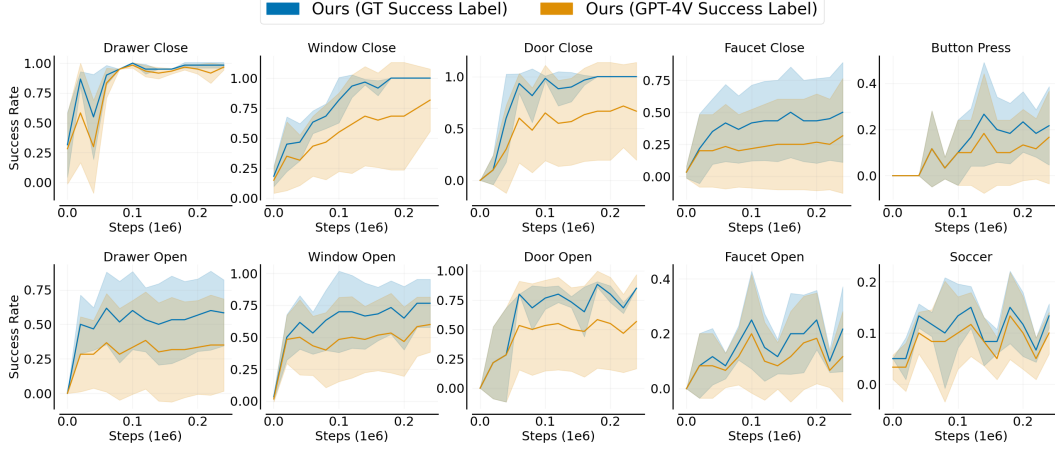 Ours (GT Success Label) Ours (GPT-4V Success Label)
Drawer Close Window Close Door Close Faucet Close Button Press
Success Rate
1.00
0.75
0.50
0.25
0.00
0.0 0.1 0.2
Steps (1e6)
1.00
0.75
0.50
0.25
0.00
0.0 0.1 0.2
Steps (1e6)
1.0
0.5
0.0
0.0 0.1 0.2
Steps (1e6)
0.75
0.50
0.25
0.00
0.0 0.1 0.2
Steps (1e6)
0.4
0.2
0.0
0.0 0.1 0.2
Steps (1e6)
Drawer Open Window Open Door Open Faucet Open Soccer
Success Rate
0.75
0.50
0.25
0.00
0.0 0.1 0.2
Steps (1e6)
1.00
0.75
0.50
0.25
0.00
0.0 0.1 0.2
Steps (1e6)
1.00
0.75
0.50
0.25
0.00
0.0 0.1 0.2
Steps (1e6)
0.4
0.2
0.0
0.0 0.1 0.2
Steps (1e6)
0.2
0.1
0.0
0.0 0.1 0.2
Steps (1e6)